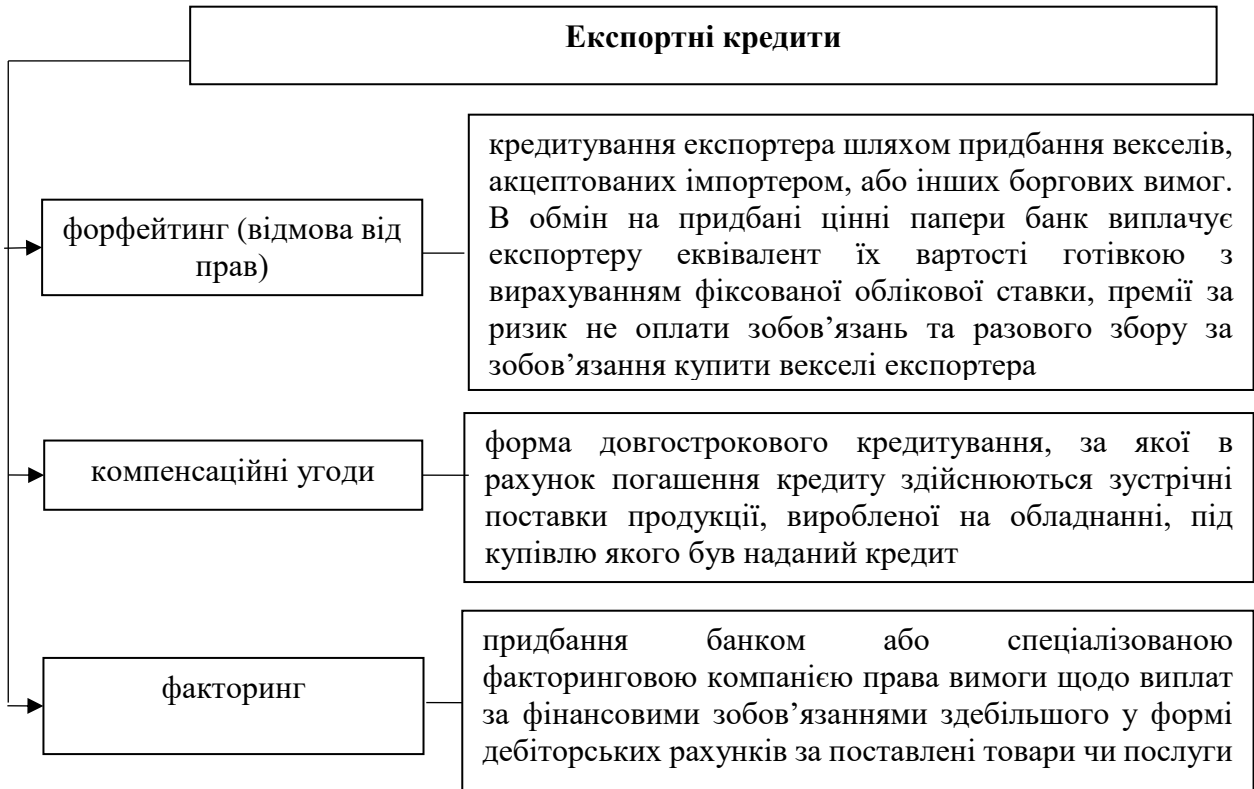 Експортні кредити
форфейтинг (відмова від
прав)
кредитування експортера шляхом придбання векселів,
акцептованих імпортером, або інших боргових вимог.
В обмін на придбані цінні папери банк виплачує
експортеру еквівалент їх вартості готівкою з
вирахуванням фіксованої облікової ставки, премії за
ризик не оплати зобов’язань та разового збору за
зобов’язання купити векселі експортера
компенсаційні угоди
форма довгострокового кредитування, за якої в
рахунок погашення кредиту здійснюються зустрічні
поставки продукції, виробленої на обладнанні, під
купівлю якого був наданий кредит
факторинг
придбання банком або спеціалізованою
факторинговою компанією права вимоги щодо виплат
за фінансовими зобов’язаннями здебільшого у формі
дебіторських рахунків за поставлені товари чи послуги